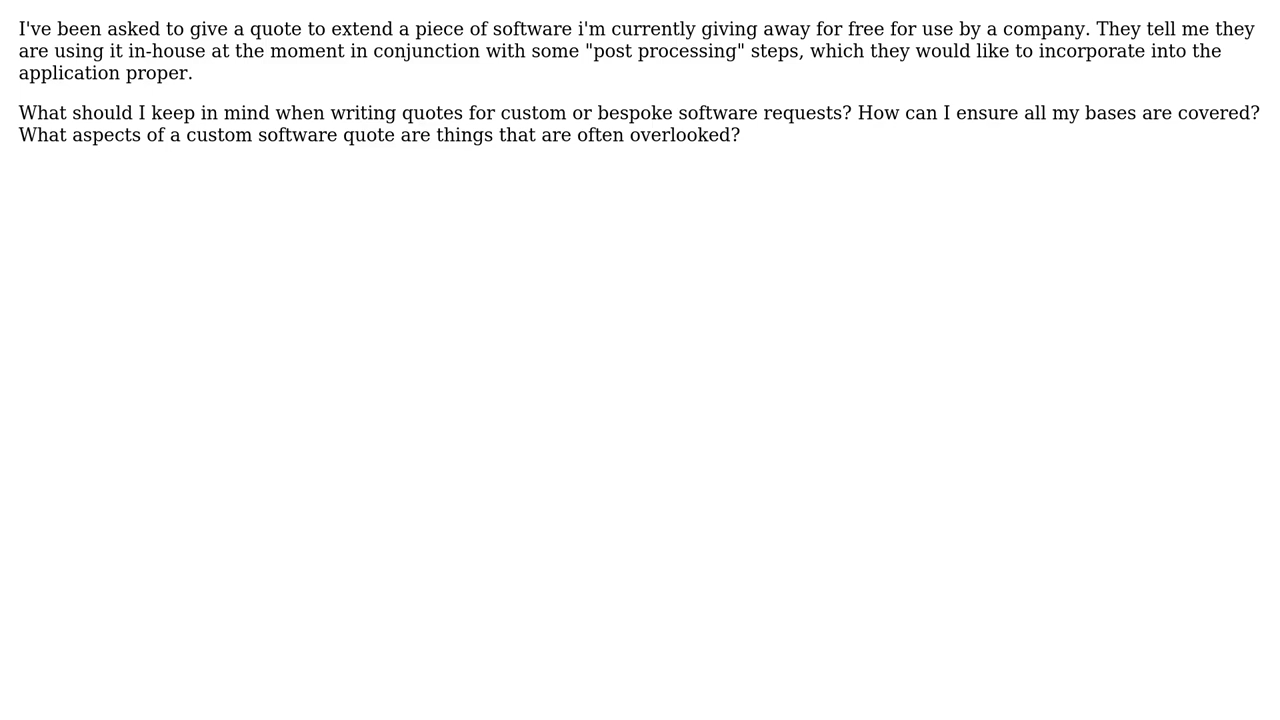 I've been asked to give a quote to extend a piece of software i'm currently giving away for free for use by a company. They tell me they
are using it in-house at the moment in conjunction with some "post processing" steps, which they would like to incorporate into the
application proper.
What should I keep in mind when writing quotes for custom or bespoke software requests? How can I ensure all my bases are covered?
What aspects of a custom software quote are things that are often overlooked?